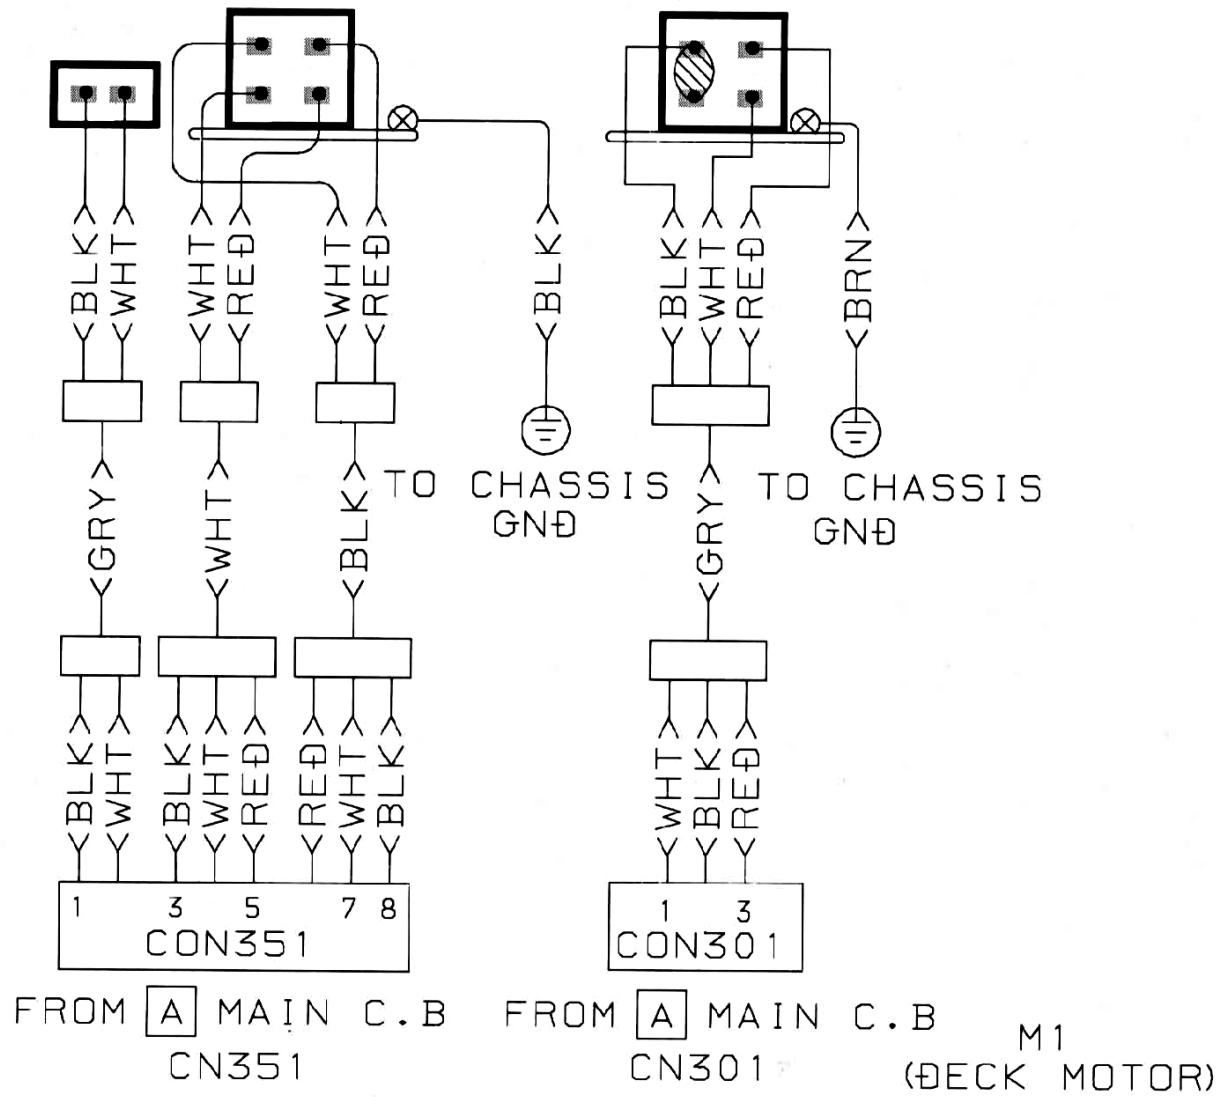 BLK WHT WHT RED WHT RED BLK BLK WHT RED BRN
TO CHASSIS GND TO CHASSIS GND
GRY WHT BLK GRY
BLK WHT BLK WHT RED RED WHT BLK WHT BLK RED
1 3 5 7 8 1 3
CON351 CON301
FROM A MAIN C.B FROM A MAIN C.B
CN351 CN301
M1
(DECK MOTOR)